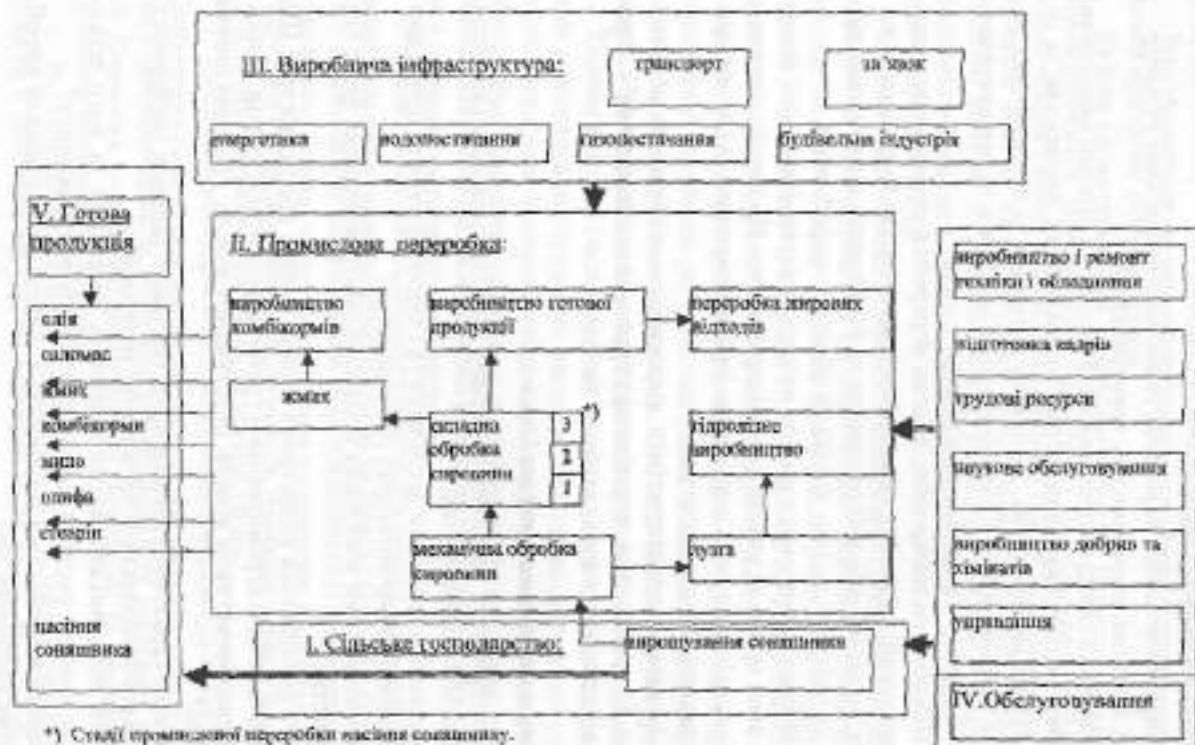 III. Виробнича інфраструктура:
транспорт
зв'язок
енергетика
водопостачання
газопостачання
будівельна індустрія
V. Готова
продукція
олія
саломас
жмих
комбікорми
мило
оліфа
стеарін
насіння
соняшника
II. Промислова переробка:
виробництво
комбікормів
виробництво готової
продукції
переробка жирових
відходів
жмах
складна
обробка
сировини
3
2
1
*)
гідролізне
виробництво
механічна обробка
сировини
лузга
I. Сільське господарство:
вирощування соняшника
виробництво і ремонт
техніки і обладнання
підготовка кадрів
трудові ресурси
наукове обслуговування
виробництво добрив та
хімікатів
управління
IV.Обслуговування
*) Стадії промислової переробки насіння соняшнику.